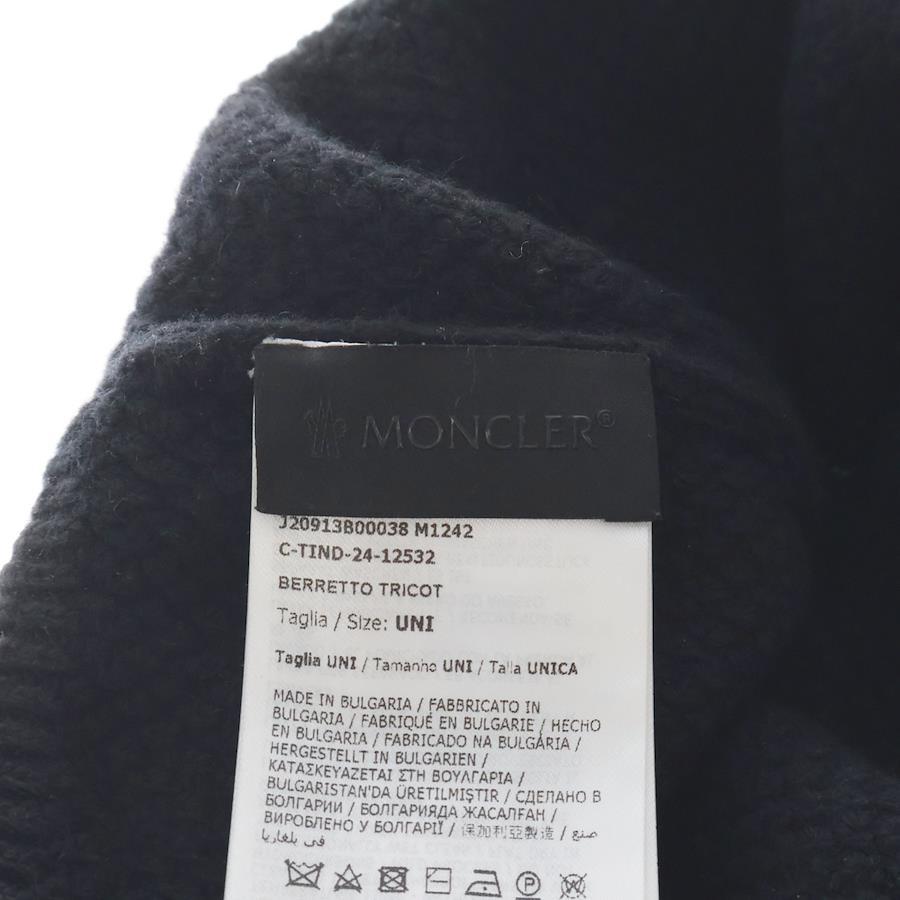 MONCLER®
J20913B00038 M1242
C-TIND-24-12532
BERRETTO TRICOT
Taglia / Size: UNI
Taglia UNI / Tamanho UNI / Talla UNICA
MADE IN BULGARIA / FABBRICATO IN
BULGARIA / FABRIQUÉ EN BULGARIE / HECHO
EN BULGARIA / FABRICADO NA BULGÁRIA /
HERGESTELLT IN BULGARIEN /
ΚΑΤΑΣΚΕΥΑΖΕΤΑΙ ΣΤΗ ΒΟΥΛΓΑΡΙΑ /
BULGARISTAN'DA ÜRETILMIŞTIR / СДЕЛАНО В
БОЛГАРИИ / БОЛГАРИЯДА ЖАСАЛҒАН /
ВИРОБЛЕНО У БОЛГАРІЇ / 保加利亞製造 / صنع
في بلغاريا
P
W